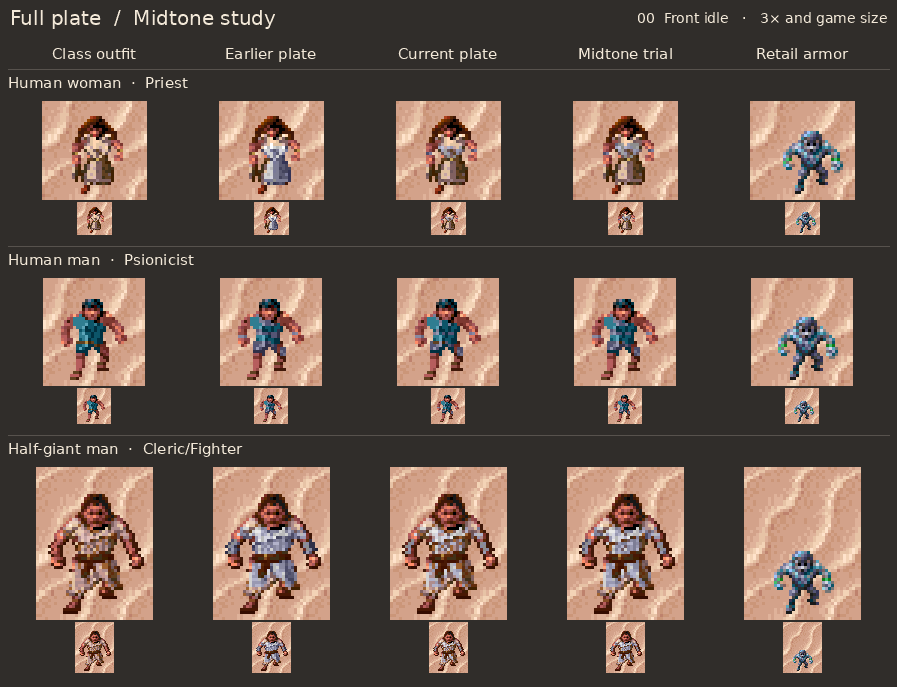 Full plate / Midtone study
00 Front idle · 3× and game size
Class outfit Earlier plate Current plate Midtone trial Retail armor
Human woman · Priest
Human man · Psionicist
Half-giant man · Cleric/Fighter